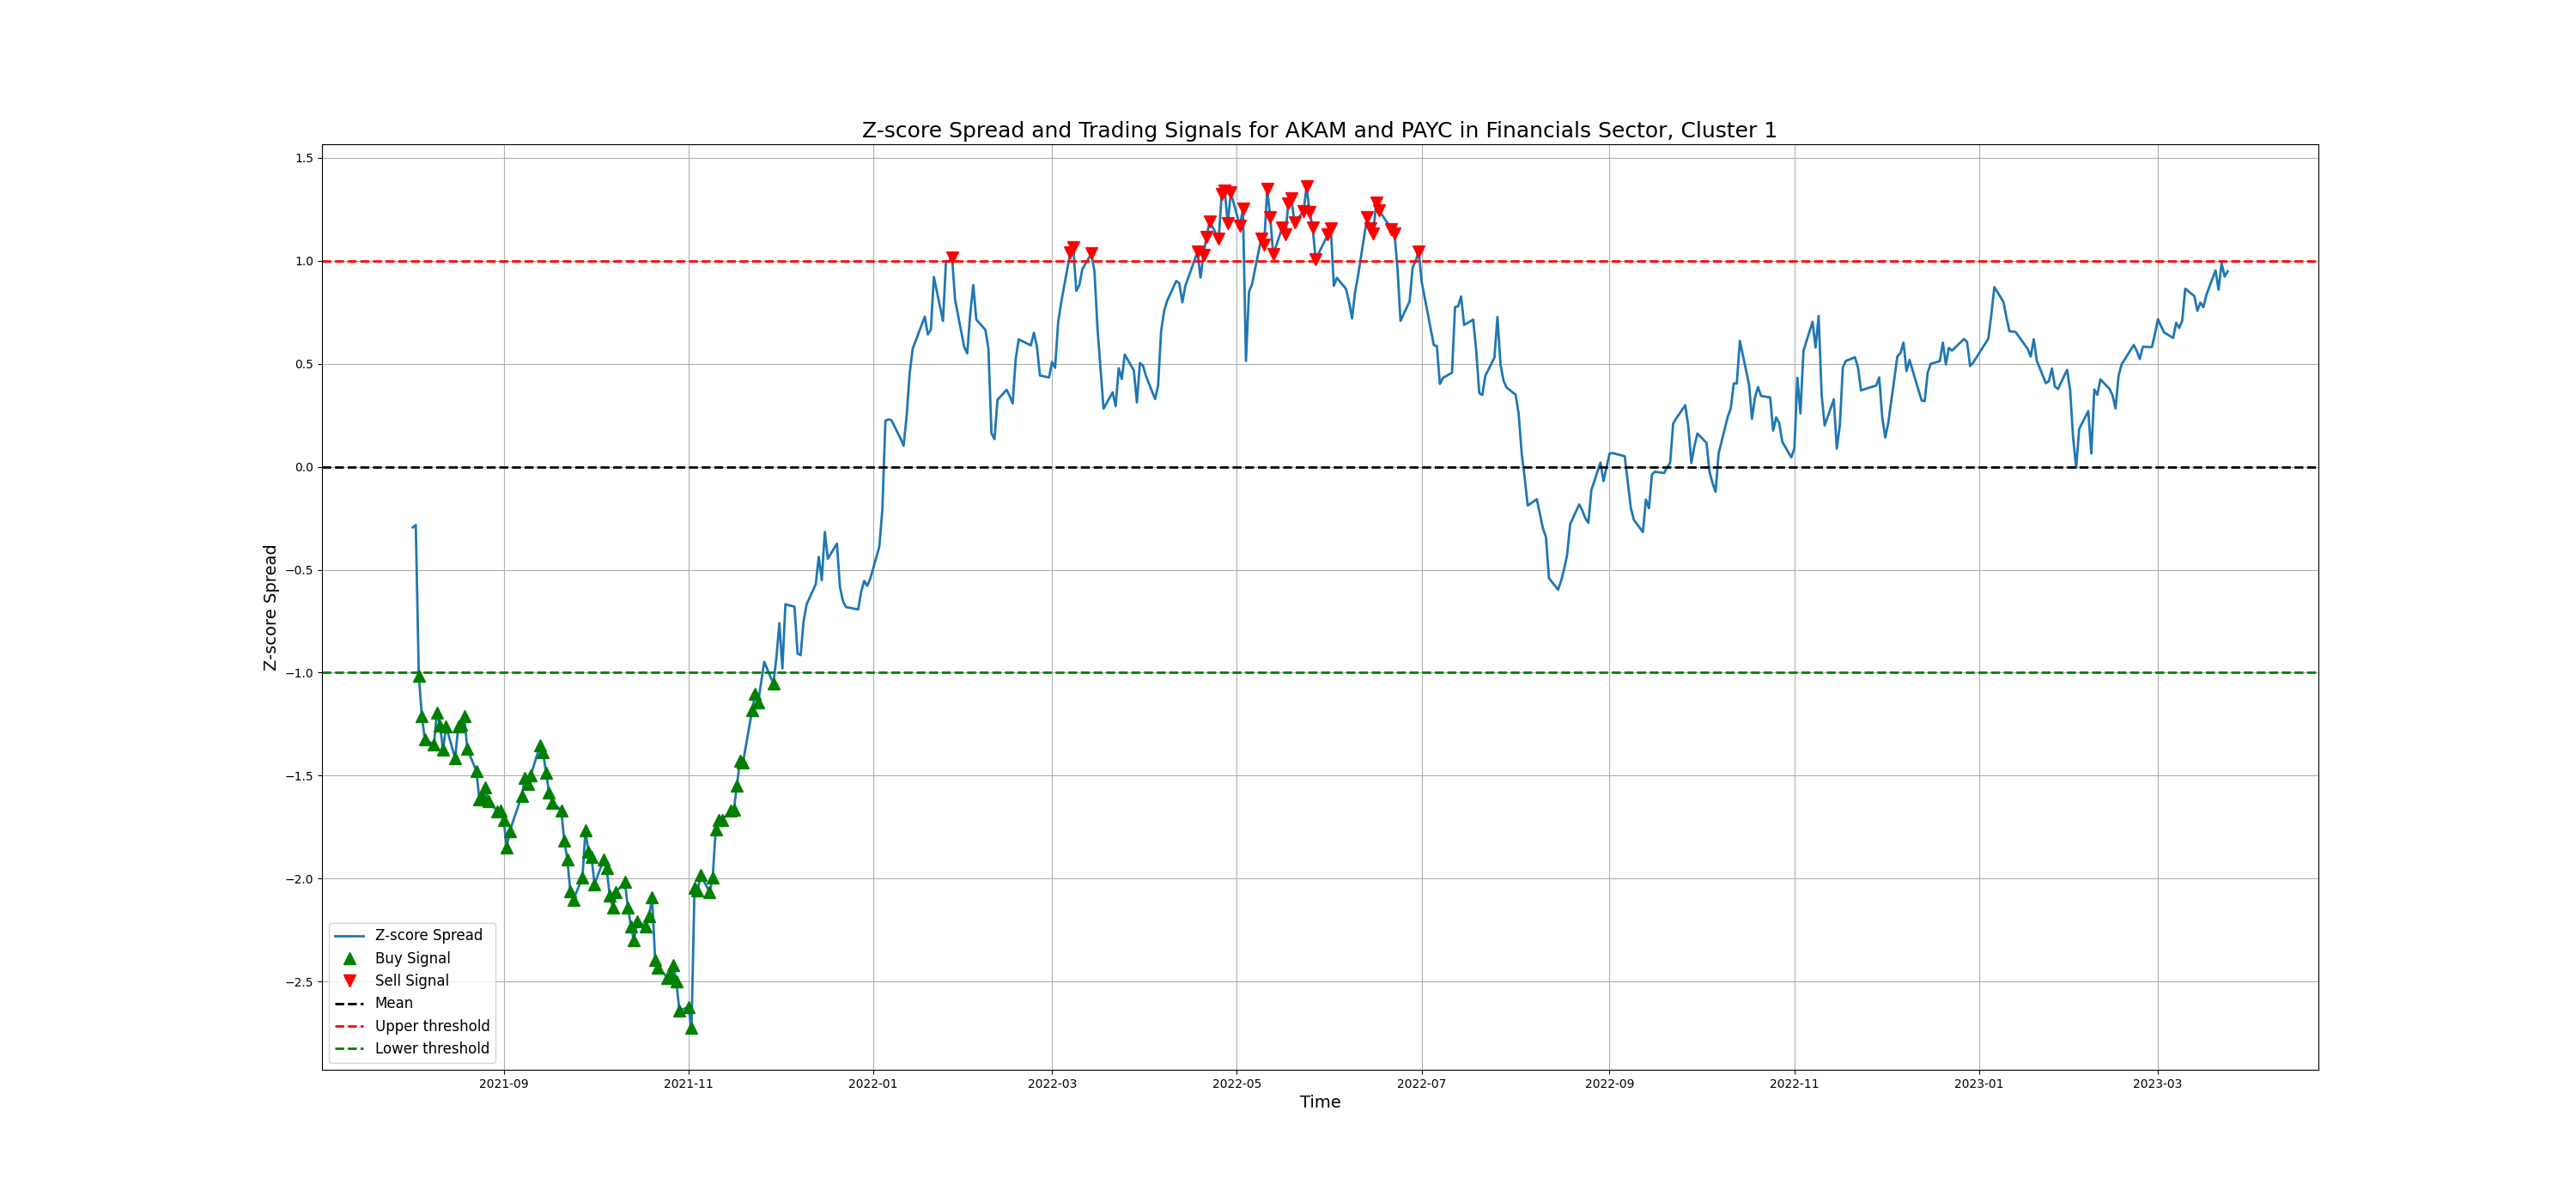 Z-score Spread and Trading Signals for AKAM and PAYC in Financials Sector, Cluster 1
1.5
1.0
0.5
0.0
−0.5
−1.0
−1.5
−2.0
−2.5
Z-score Spread
Z-score Spread
Buy Signal
Sell Signal
Mean
Upper threshold
Lower threshold
2021-09 2021-11 2022-01 2022-03 2022-05 2022-07 2022-09 2022-11 2023-01 2023-03
Time